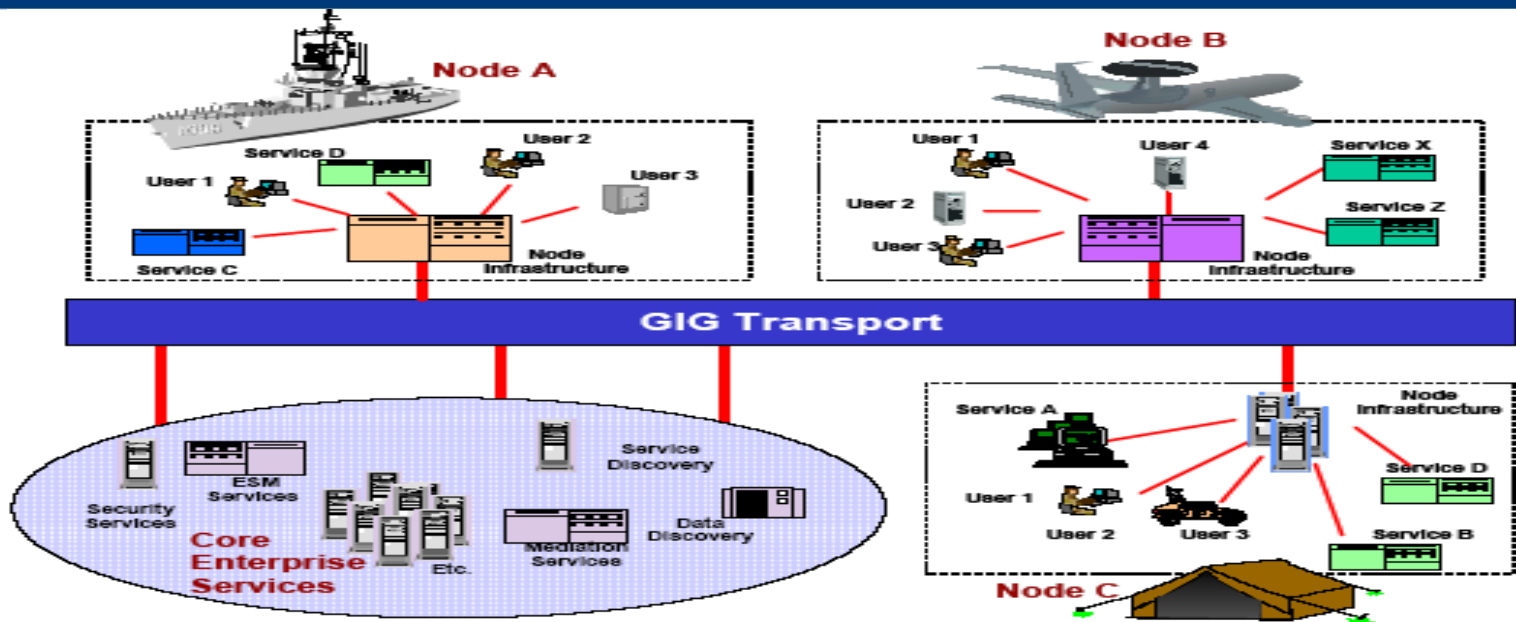 Node A
Node B
Service D
User 2
User 1
User 3
Service C
Node
Infrastructure
User 1
User 4
Service X
User 2
Service Z
User 3
Node
Infrastructure
GIG Transport
Security
Services
ESM
Services
Service
Discovery
Data
Discovery
Mediation
Services
Etc.
Core
Enterprise
Services
Service A
Node
Infrastructure
Service D
User 1
User 2
User 3
Service B
Node C